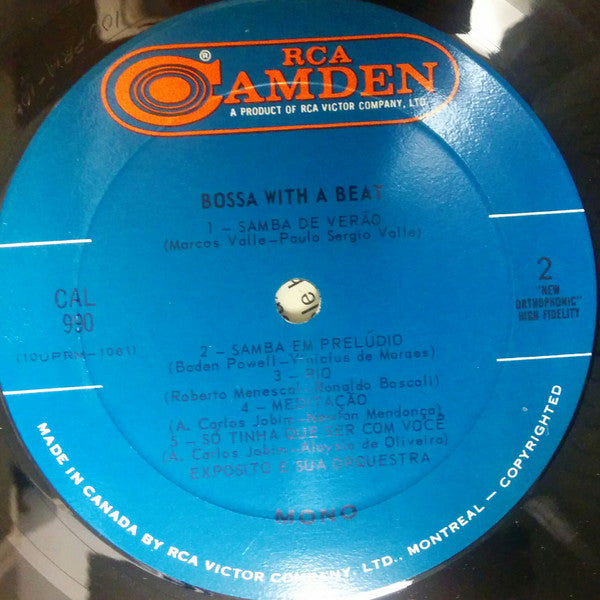 RCA
CAMDEN
®
A PRODUCT OF RCA VICTOR COMPANY, LTD.
BOSSA WITH A BEAT
1 – SAMBA DE VERÃO
(Marcos Valle–Paulo Sergio Valle)
CAL
990
(10UPRM-1061)
2
"NEW
ORTHOPHONIC"
HIGH FIDELITY
2 – SAMBA EM PRELÚDIO
(Baden Powell–Vinicius de Moraes)
3 – RIO
(Roberto Menescal–Ronaldo Boscoli)
4 – MEDITAÇÃO
(A. Carlos Jobim–Newton Mendonça)
5 – SÓ TINHA QUE SER COM VOCÊ
(A. Carlos Jobim–Aloysio de Oliveira)
EXPOSITO E SUA ORQUESTRA
MONO
MADE IN CANADA BY RCA VICTOR COMPANY, LTD., MONTREAL – COPYRIGHTED